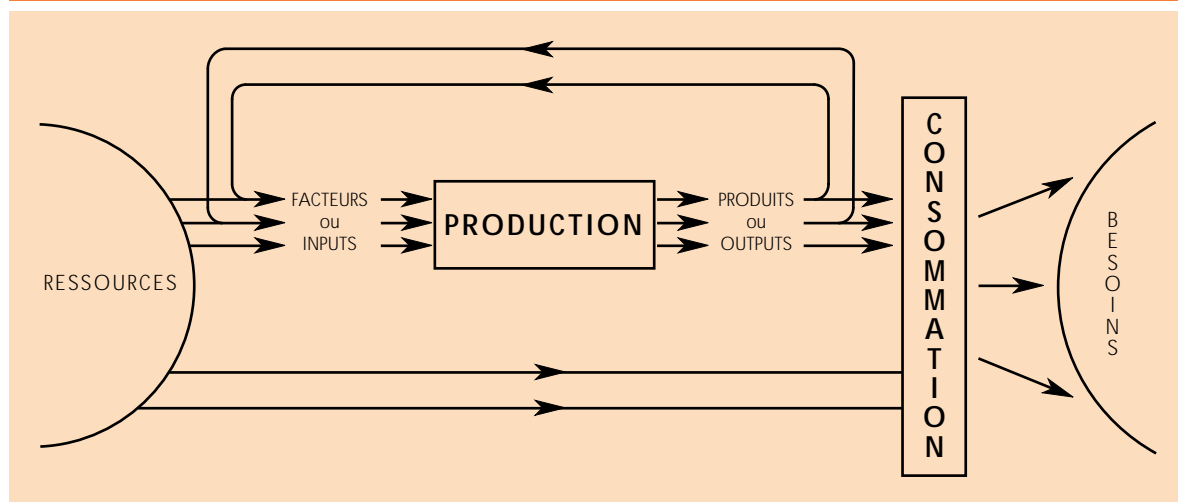 RESSOURCES
FACTEURS
ou
INPUTS
PRODUCTION
PRODUITS
ou
OUTPUTS
CONSOMMATION
BESOINS